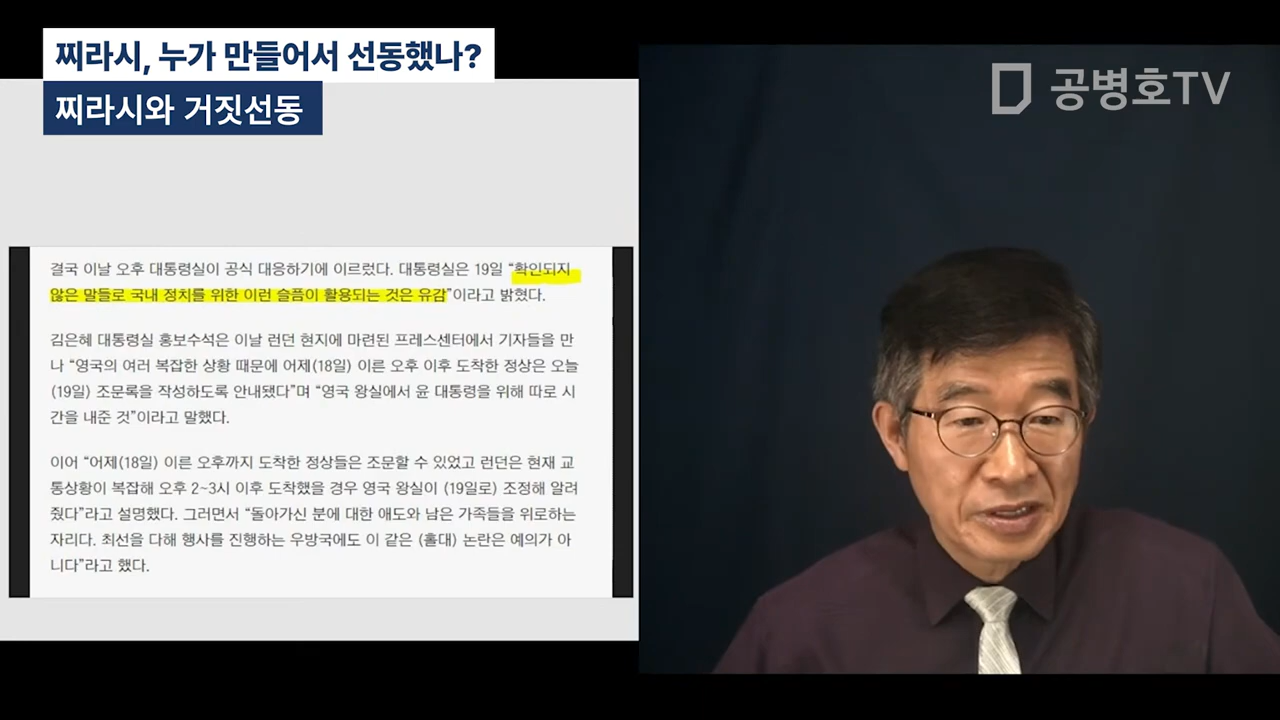 찌라시, 누가 만들어서 선동했나?
찌라시와 거짓선동
공병호TV
결국 이날 오후 대통령실이 공식 대응하기에 이르렀다. 대통령실은 19일 “확인되지
않은 말들로 국내 정치를 위한 이런 슬픔이 활용되는 것은 유감”이라고 밝혔다.
김은혜 대통령실 홍보수석은 이날 런던 현지에 마련된 프레스센터에서 기자들을 만
나 “영국의 여러 복잡한 상황 때문에 어제(18일) 이른 오후 이후 도착한 정상은 오늘
(19일) 조문록을 작성하도록 안내됐다”며 “영국 왕실에서 윤 대통령을 위해 따로 시
간을 내준 것”이라고 말했다.
이어 “어제(18일) 이른 오후까지 도착한 정상들은 조문할 수 있었고 런던은 현재 교
통상황이 복잡해 오후 2~3시 이후 도착했을 경우 영국 왕실이 (19일로) 조정해 알려
줬다”라고 설명했다. 그러면서 “돌아가신 분에 대한 애도와 남은 가족들을 위로하는
자리다. 최선을 다해 행사를 진행하는 우방국에도 이 같은 (홀대) 논란은 예의가 아
니다”라고 했다.